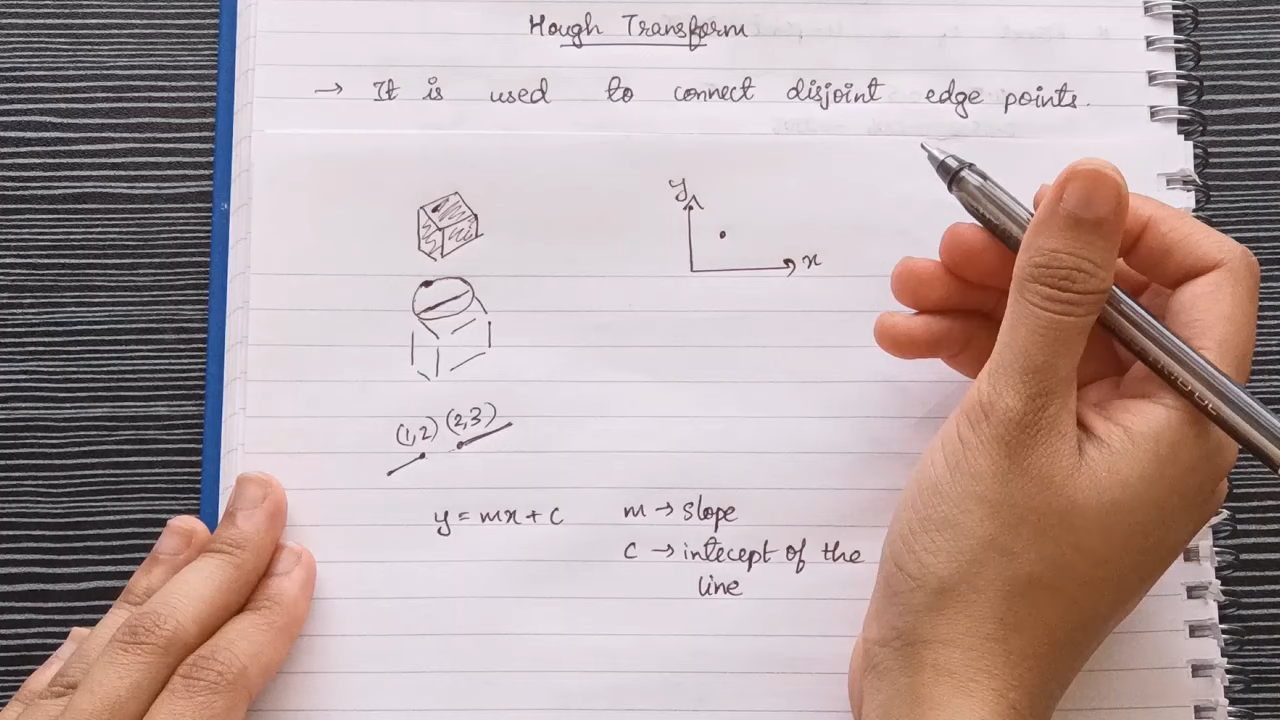 Hough Transform
→ It is used to connect disjoint edge points.
y
x
(1,2) (2,3)
y = mx + c
m → slope
c → intecept of the
line